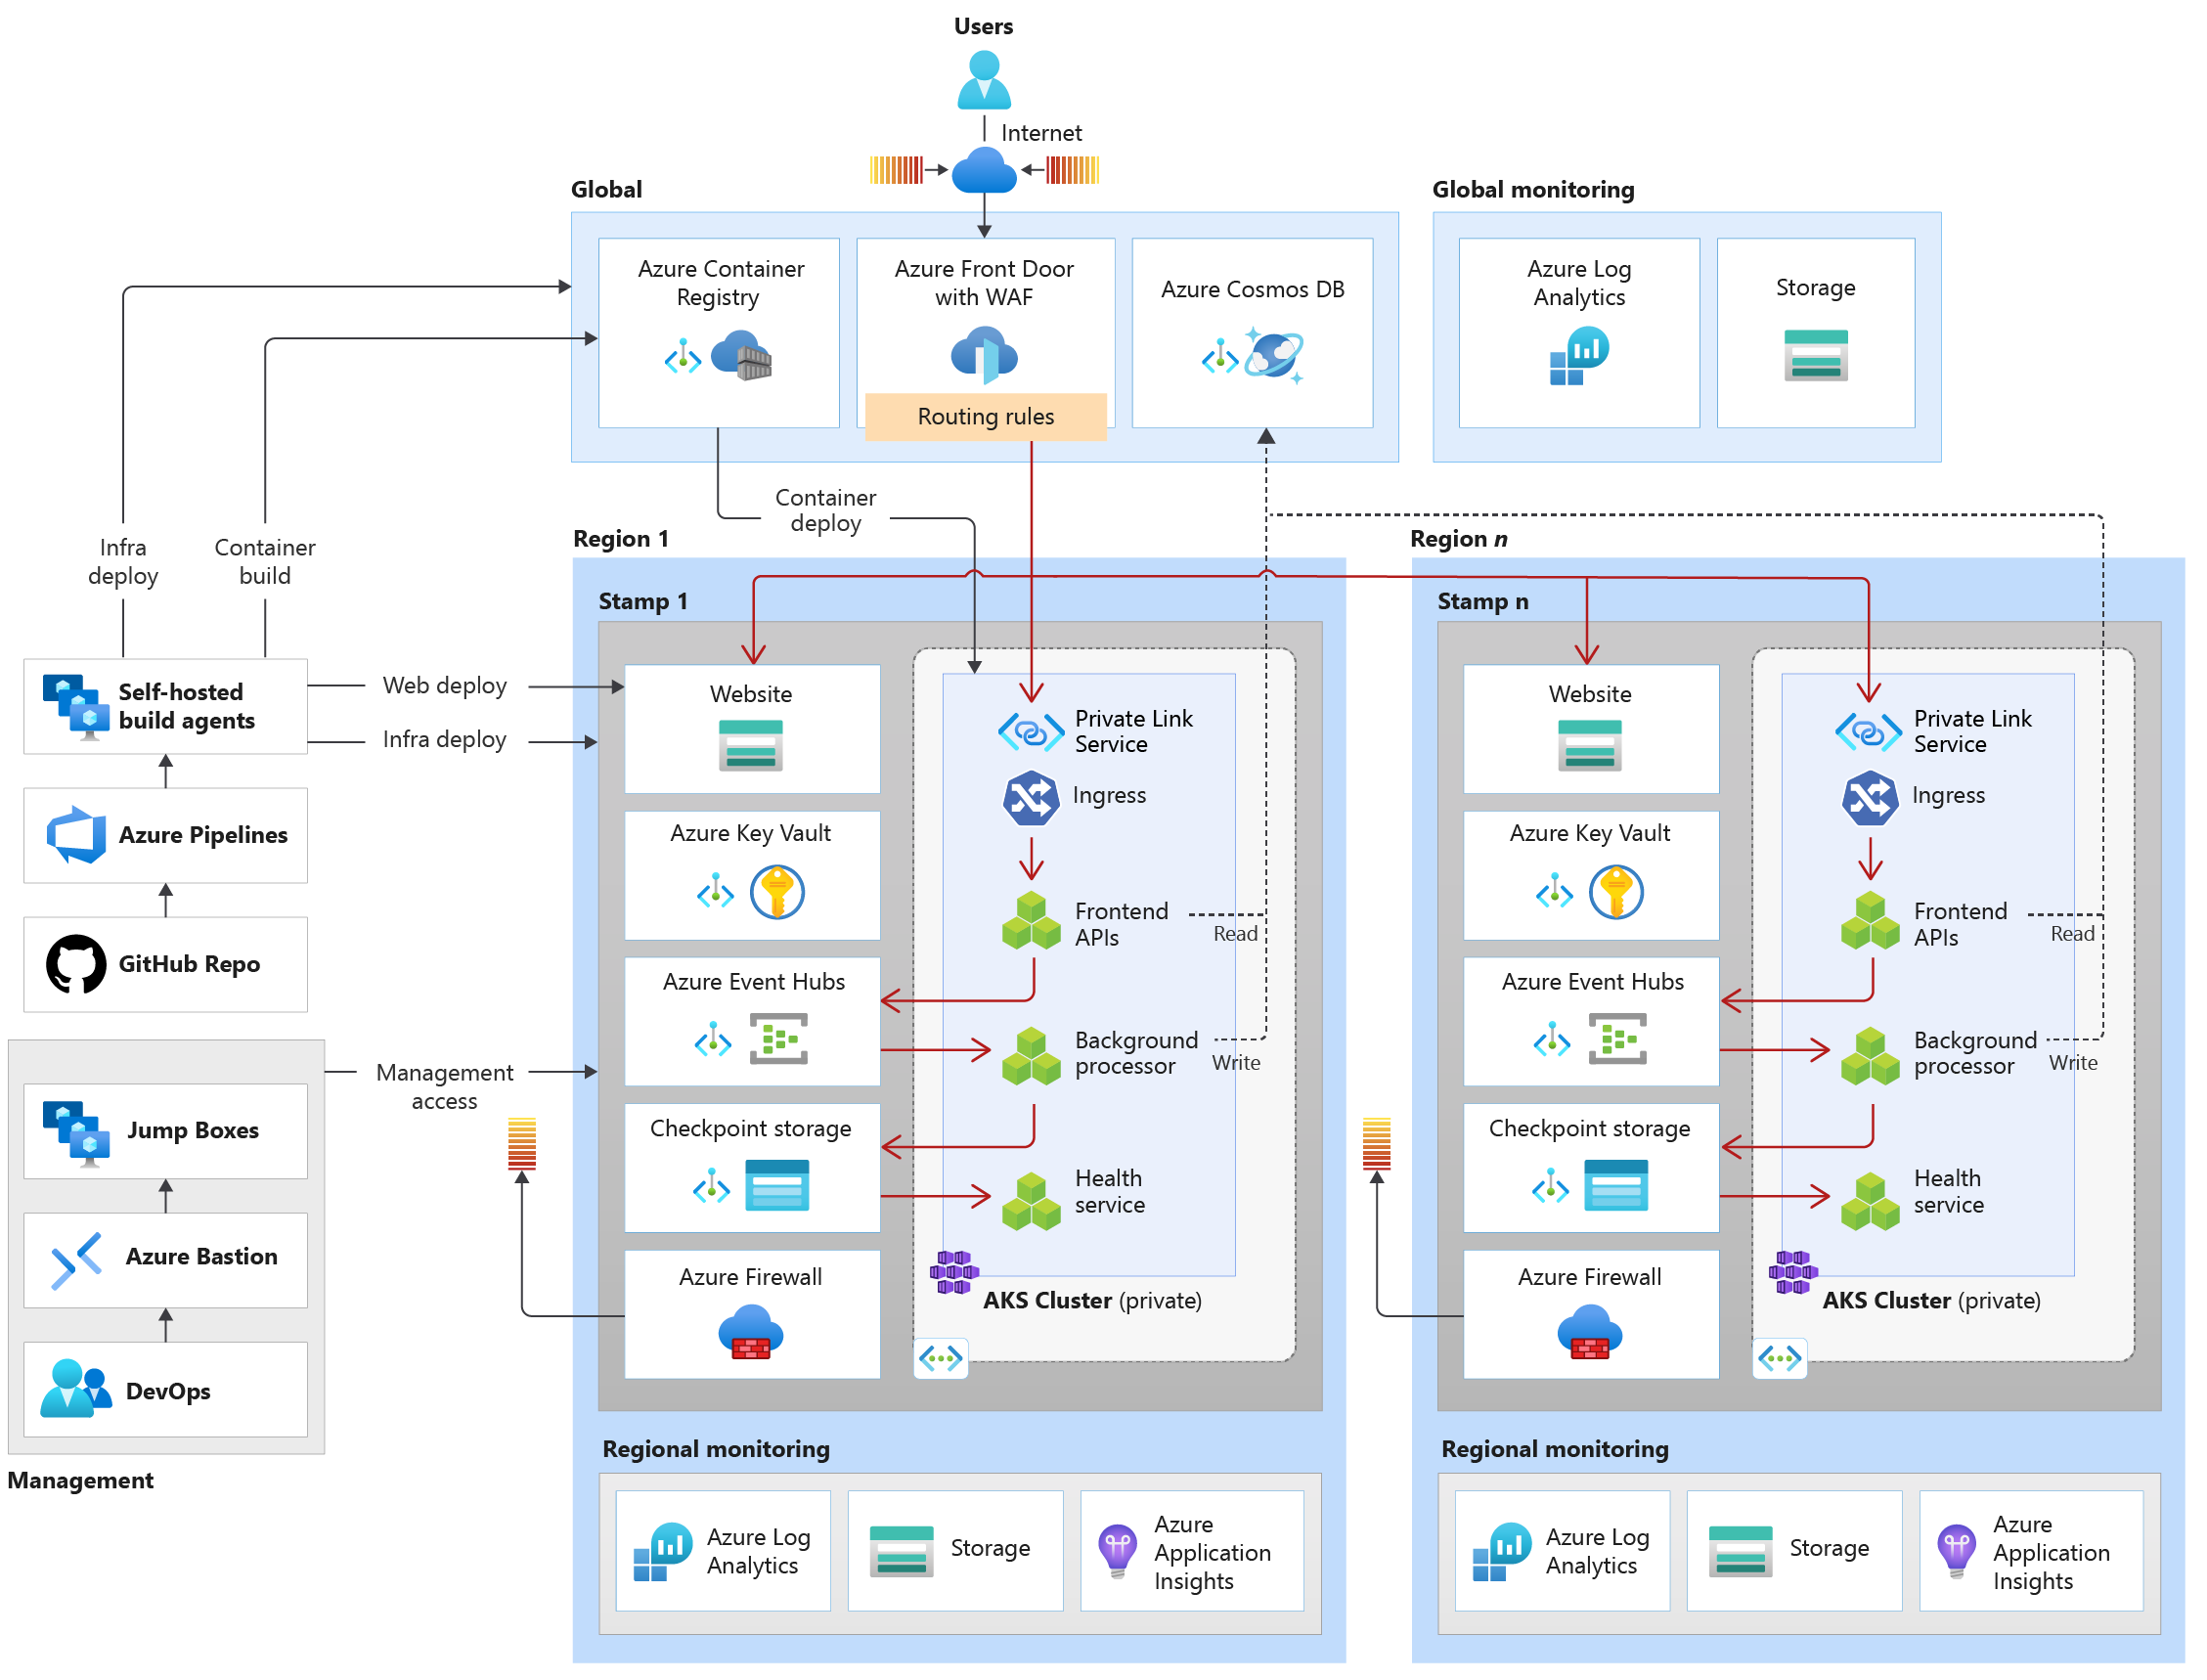 Users
Internet
Global
Azure Container
Registry
Azure Front Door
with WAF
Routing rules
Azure Cosmos DB
Global monitoring
Azure Log
Analytics
Storage
Infra
deploy
Container
build
Container
deploy
Self-hosted
build agents
Azure Pipelines
GitHub Repo
Web deploy
Infra deploy
Management
access
Jump Boxes
Azure Bastion
DevOps
Management
Region 1
Stamp 1
Website
Azure Key Vault
Azure Event Hubs
Checkpoint storage
Azure Firewall
Private Link
Service
Ingress
Frontend
APIs
Read
Background
processor
Write
Health
service
AKS Cluster (private)
Regional monitoring
Azure Log
Analytics
Storage
Azure
Application
Insights
Region n
Stamp n
Website
Azure Key Vault
Azure Event Hubs
Checkpoint storage
Azure Firewall
Private Link
Service
Ingress
Frontend
APIs
Read
Background
processor
Write
Health
service
AKS Cluster (private)
Regional monitoring
Azure Log
Analytics
Storage
Azure
Application
Insights